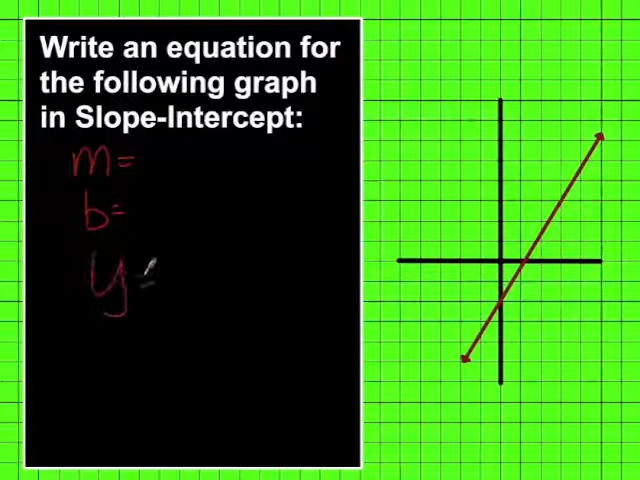 Write an equation for
the following graph
in Slope-Intercept:
m=
b=
y=